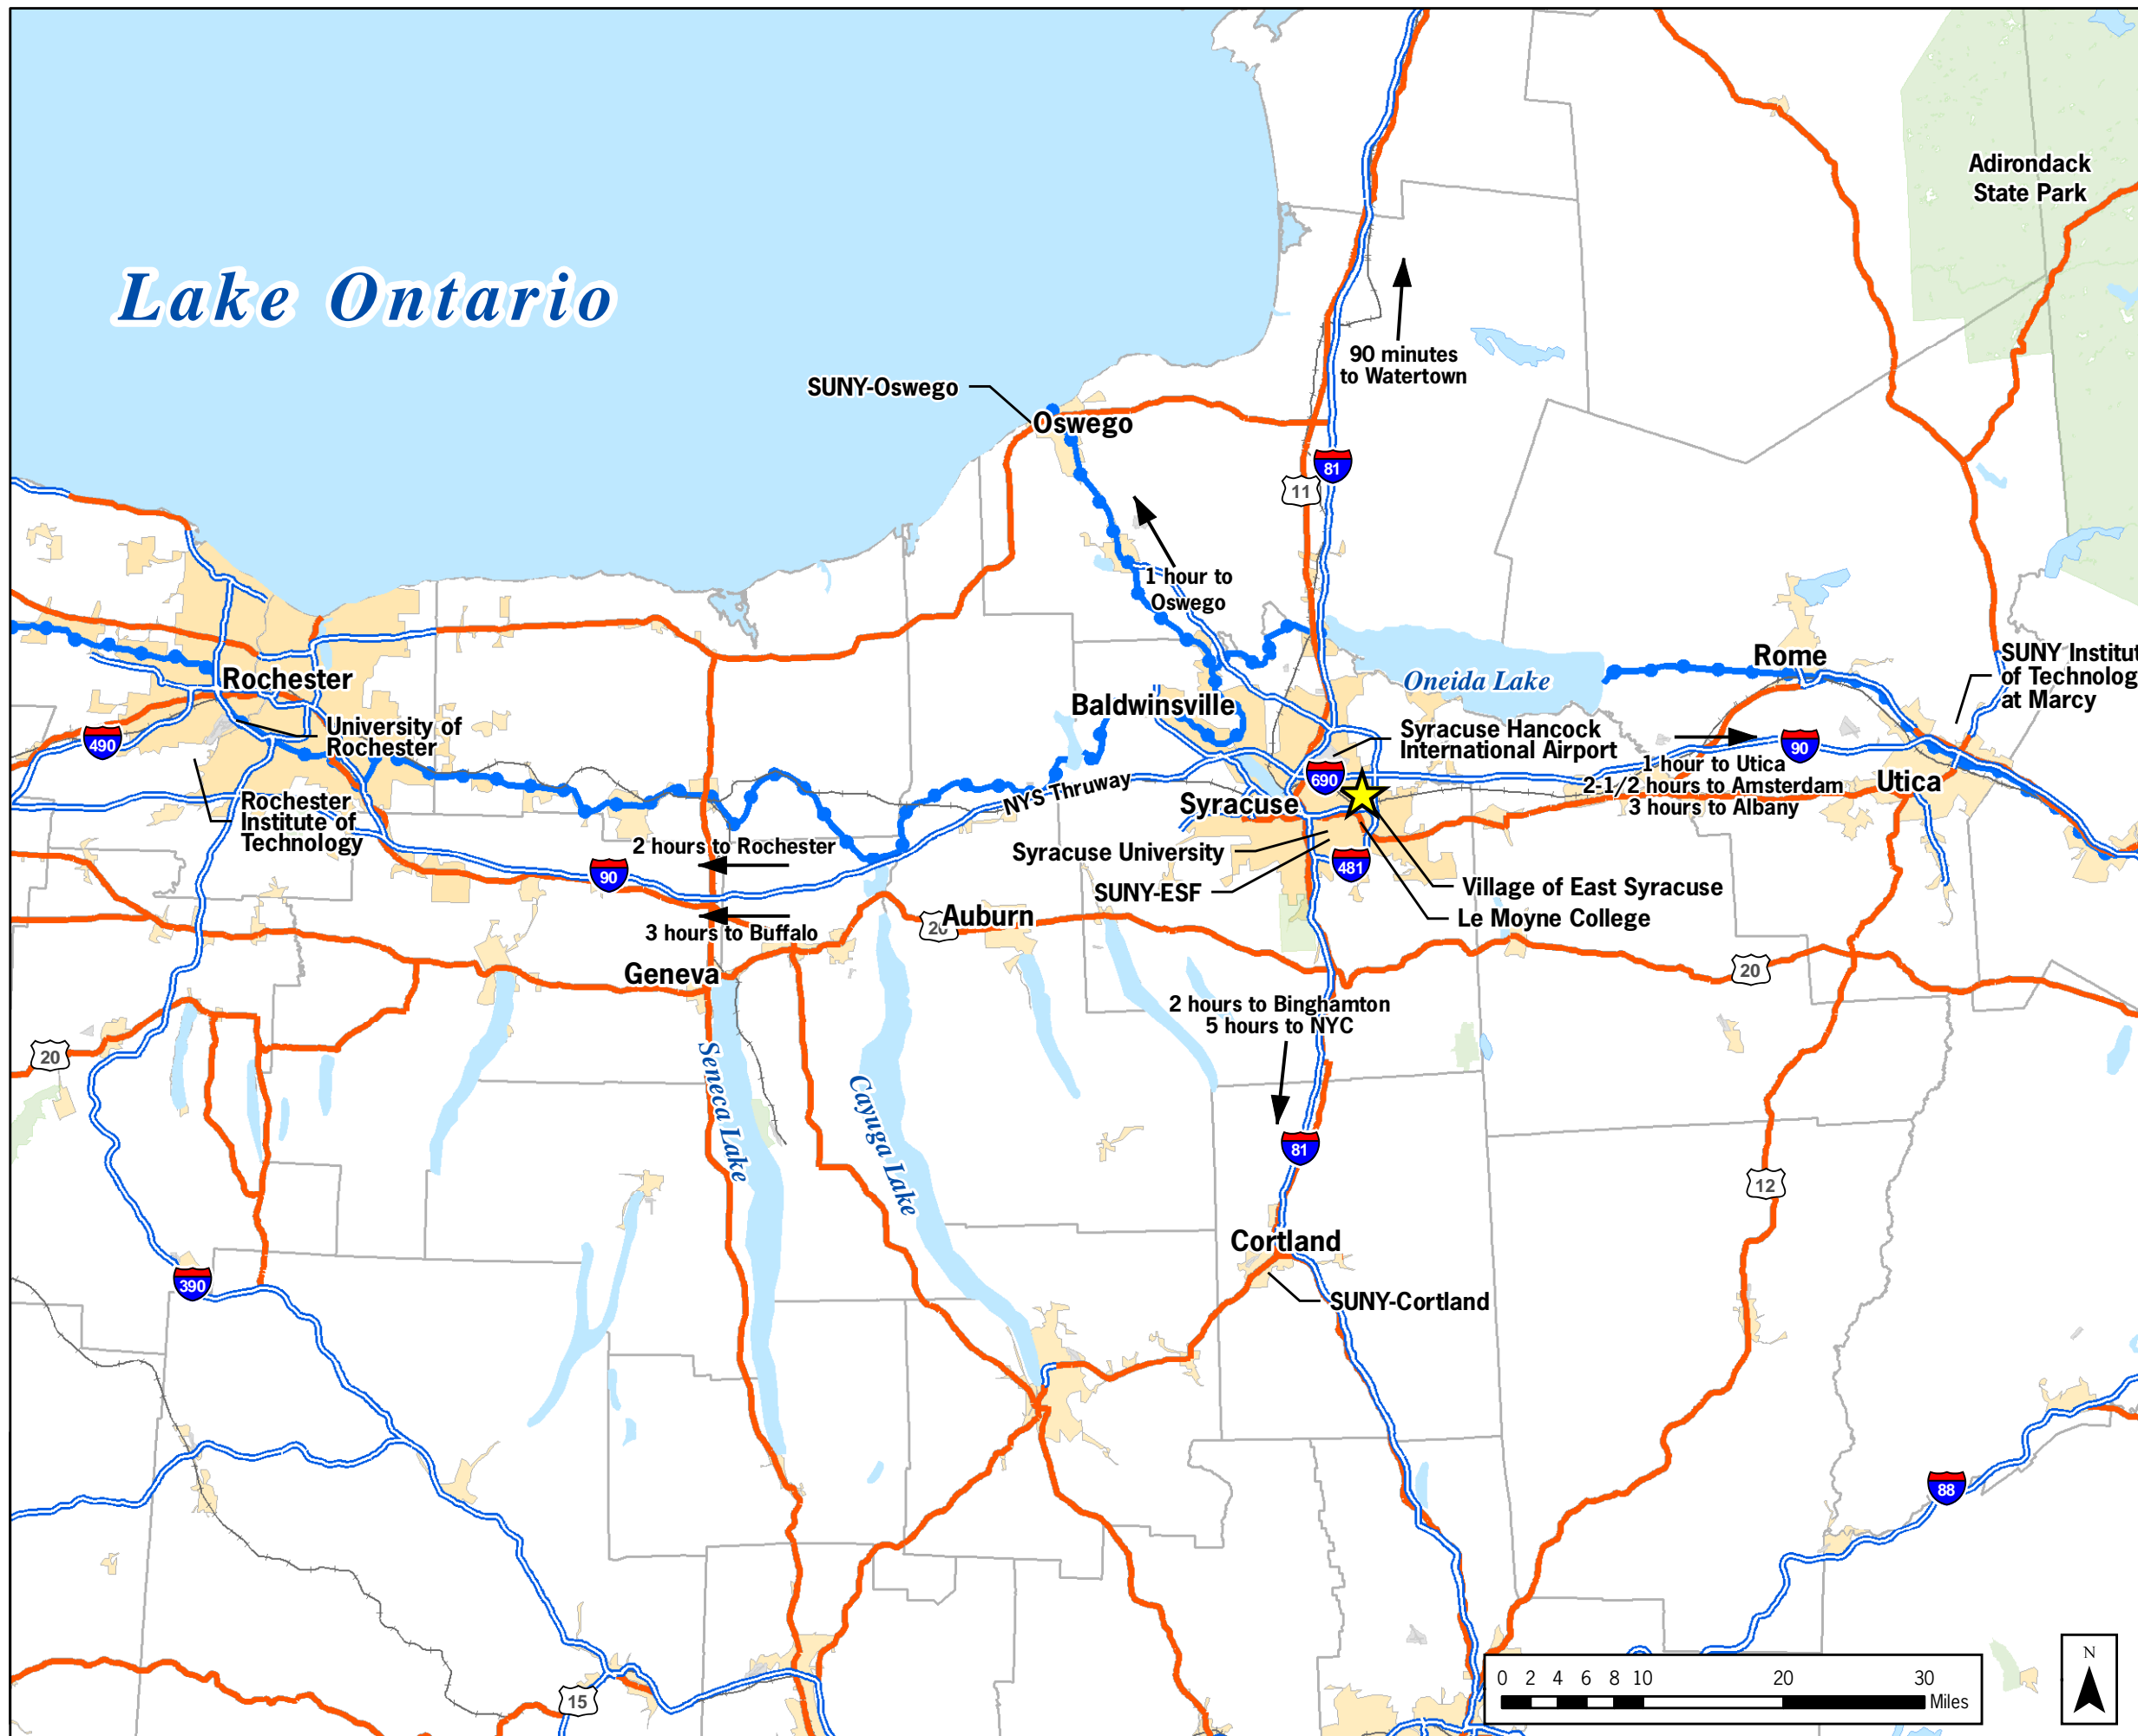 Adirondack
State Park
Lake Ontario
90 minutes
to Watertown
SUNY-Oswego
Oswego
81
11
1 hour to
Oswego
Rochester
University of
Rochester
490
Rochester
Institute of
Technology
Oneida Lake
Rome
SUNY Institut
of Technolog
at Marcy
Baldwinsville
Syracuse Hancock
International Airport
690
90
1 hour to Utica
2-1/2 hours to Amsterdam
3 hours to Albany
Utica
NYS Thruway
Syracuse
2 hours to Rochester
90
3 hours to Buffalo
Syracuse University
SUNY-ESF
481
Village of East Syracuse
Le Moyne College
20
Auburn
Geneva
20
20
2 hours to Binghamton
5 hours to NYC
Seneca Lake
Cayuga Lake
81
12
Cortland
SUNY-Cortland
390
88
15
0 2 4 6 8 10 20 30
Miles
N